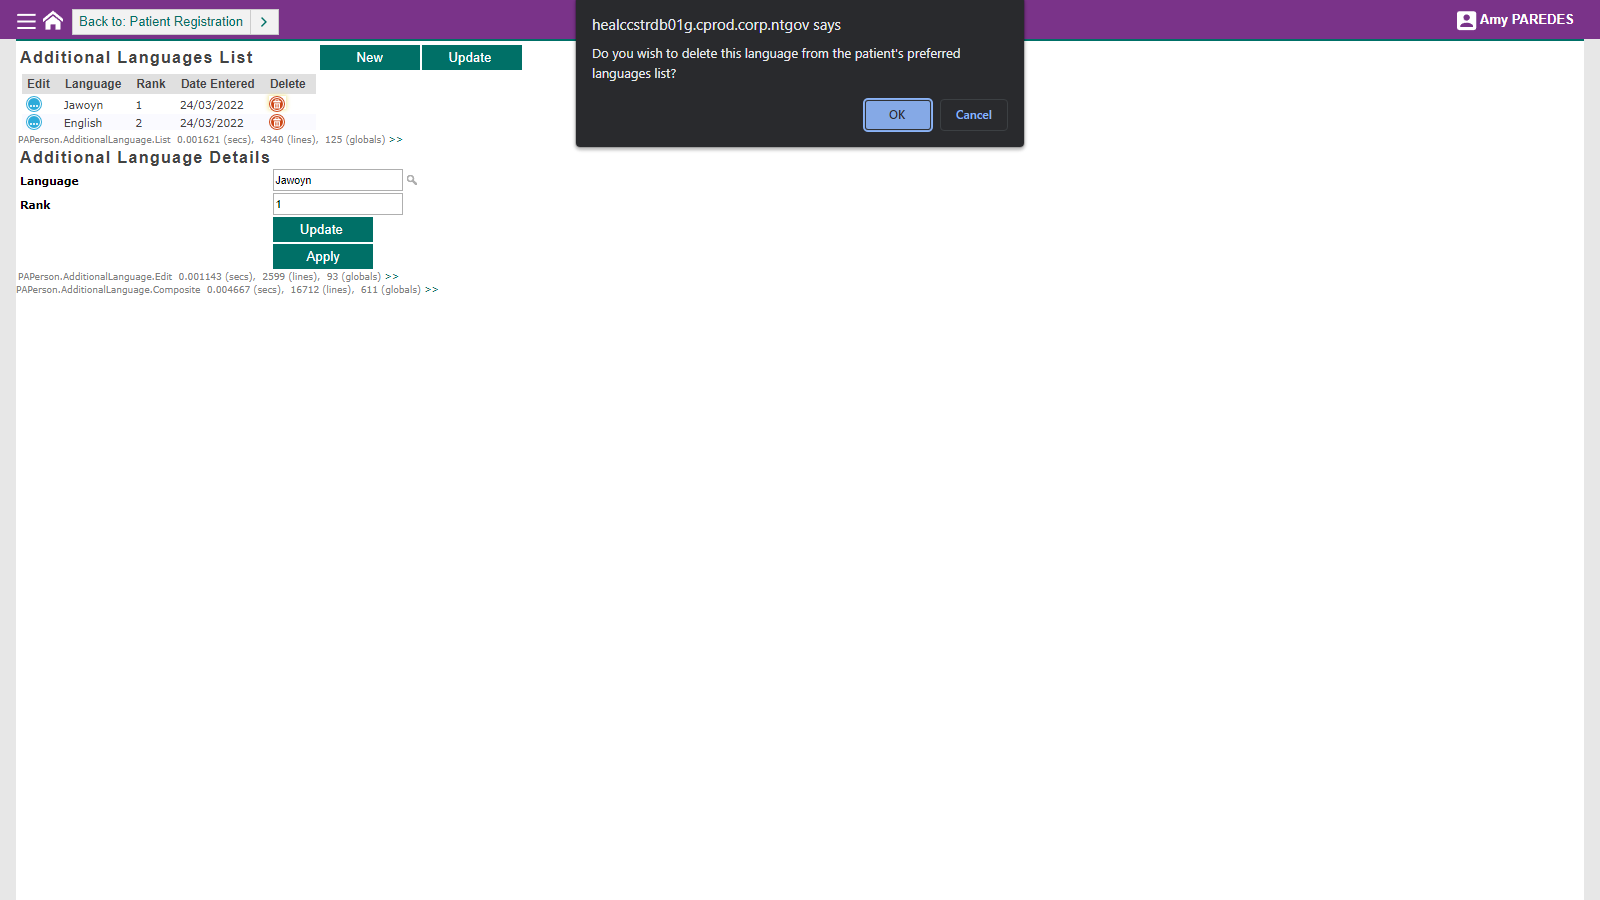 Back to: Patient Registration
Amy PAREDES
healccstrdb01g.cprod.corp.ntgov says
Do you wish to delete this language from the patient's preferred
languages list?
OK Cancel
Additional Languages List New Update
Edit Language Rank Date Entered Delete
Jawoyn 1 24/03/2022
English 2 24/03/2022
PAPerson.AdditionalLanguage.List 0.001621 (secs), 4340 (lines), 125 (globals) >>
Additional Language Details
Language Jawoyn
Rank 1
Update
Apply
PAPerson.AdditionalLanguage.Edit 0.001143 (secs), 2599 (lines), 93 (globals) >>
PAPerson.AdditionalLanguage.Composite 0.004667 (secs), 16712 (lines), 611 (globals) >>